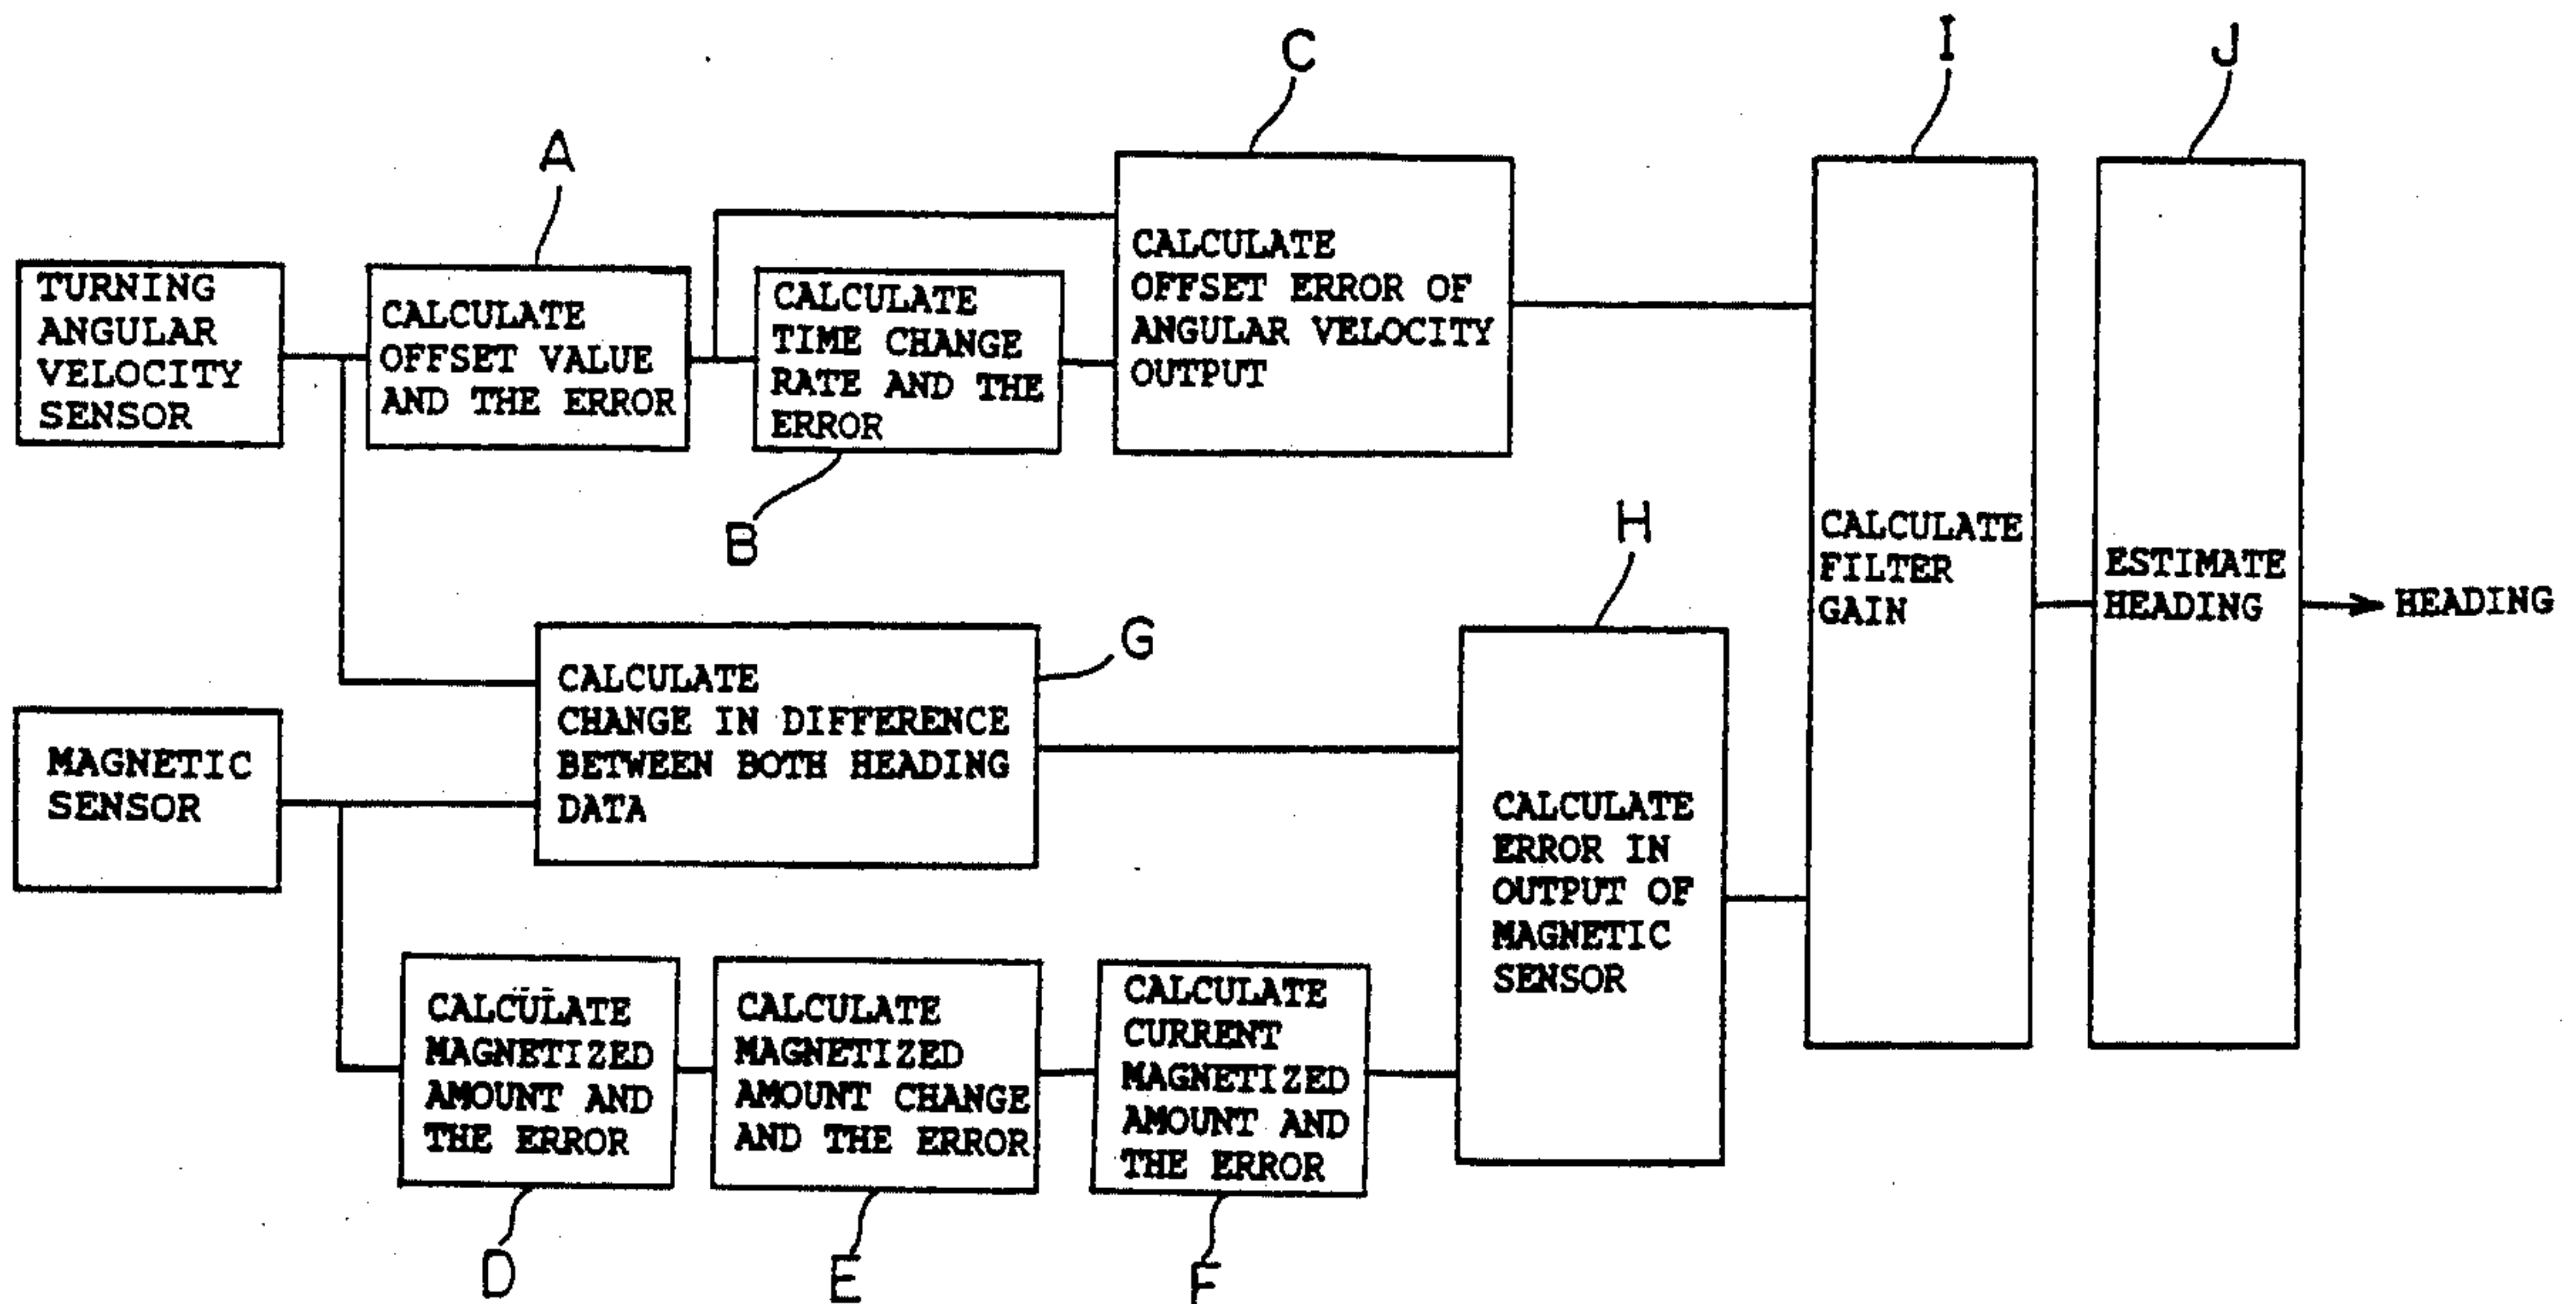 C
I
J
A
TURNING
ANGULAR
VELOCITY
SENSOR
CALCULATE
OFFSET VALUE
AND THE ERROR
CALCULATE
TIME CHANGE
RATE AND THE
ERROR
B
CALCULATE
OFFSET ERROR OF
ANGULAR VELOCITY
OUTPUT
H
CALCULATE
FILTER
GAIN
ESTIMATE
HEADING
HEADING
G
CALCULATE
CHANGE IN DIFFERENCE
BETWEEN BOTH HEADING
DATA
MAGNETIC
SENSOR
CALCULATE
ERROR IN
OUTPUT OF
MAGNETIC
SENSOR
CALCULATE
MAGNETIZED
AMOUNT AND
THE ERROR
CALCULATE
MAGNETIZED
AMOUNT CHANGE
AND THE ERROR
CALCULATE
CURRENT
MAGNETIZED
AMOUNT AND
THE ERROR
D
E
F